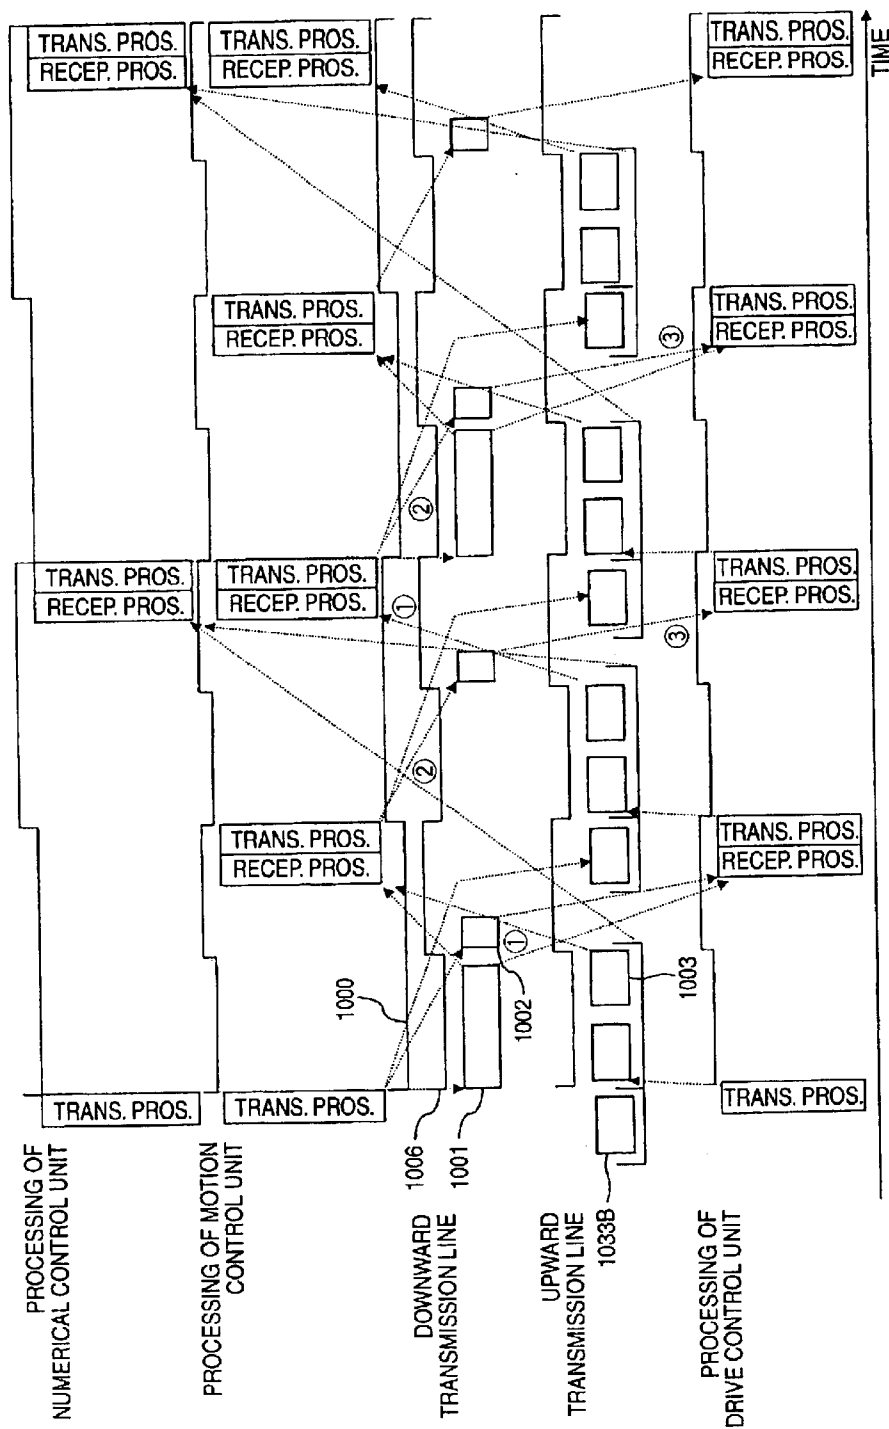 TRANS. PROS.
RECEP. PROS.
TRANS. PROS.
RECEP. PROS.
TRANS. PROS.
RECEP. PROS.
TIME
TRANS. PROS.
RECEP. PROS.
TRANS. PROS.
RECEP. PROS.
③
②
TRANS. PROS.
RECEP. PROS.
TRANS. PROS.
RECEP. PROS.
TRANS. PROS.
RECEP. PROS.
①
③
②
TRANS. PROS.
RECEP. PROS.
TRANS. PROS.
RECEP. PROS.
①
1000
1002
1003
TRANS. PROS.
TRANS. PROS.
TRANS. PROS.
1006
1001
1033B
PROCESSING OF
NUMERICAL CONTROL UNIT
PROCESSING OF MOTION
CONTROL UNIT
DOWNWARD
TRANSMISSION LINE
UPWARD
TRANSMISSION LINE
PROCESSING OF
DRIVE CONTROL UNIT